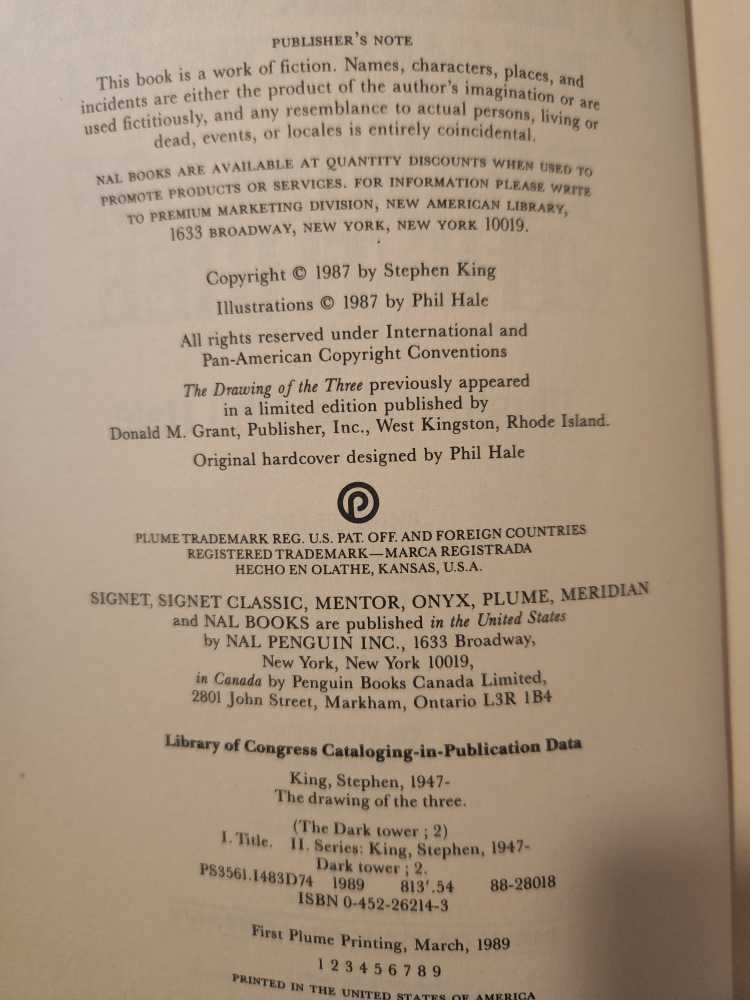 PUBLISHER'S NOTE
This book is a work of fiction. Names, characters, places, and
incidents are either the product of the author's imagination or are
used fictitiously, and any resemblance to actual persons, living or
dead, events, or locales is entirely coincidental.
NAL BOOKS ARE AVAILABLE AT QUANTITY DISCOUNTS WHEN USED TO
PROMOTE PRODUCTS OR SERVICES. FOR INFORMATION PLEASE WRITE
TO PREMIUM MARKETING DIVISION, NEW AMERICAN LIBRARY,
1633 BROADWAY, NEW YORK, NEW YORK 10019.
Copyright © 1987 by Stephen King
Illustrations © 1987 by Phil Hale
All rights reserved under International and
Pan-American Copyright Conventions
The Drawing of the Three previously appeared
in a limited edition published by
Donald M. Grant, Publisher, Inc., West Kingston, Rhode Island.
Original hardcover designed by Phil Hale
P
PLUME TRADEMARK REG. U.S. PAT. OFF. AND FOREIGN COUNTRIES
REGISTERED TRADEMARK—MARCA REGISTRADA
HECHO EN OLATHE, KANSAS, U.S.A.
SIGNET, SIGNET CLASSIC, MENTOR, ONYX, PLUME, MERIDIAN
and NAL BOOKS are published in the United States
by NAL PENGUIN INC., 1633 Broadway,
New York, New York 10019,
in Canada by Penguin Books Canada Limited,
2801 John Street, Markham, Ontario L3R 1B4
Library of Congress Cataloging-in-Publication Data
King, Stephen, 1947-
The drawing of the three.
(The Dark tower ; 2)
I. Title. II. Series: King, Stephen, 1947-
Dark tower ; 2.
PS3561.I483D74 1989 813'.54 88-28018
ISBN 0-452-26214-3
First Plume Printing, March, 1989
1 2 3 4 5 6 7 8 9
PRINTED IN THE UNITED STATES OF AMERICA